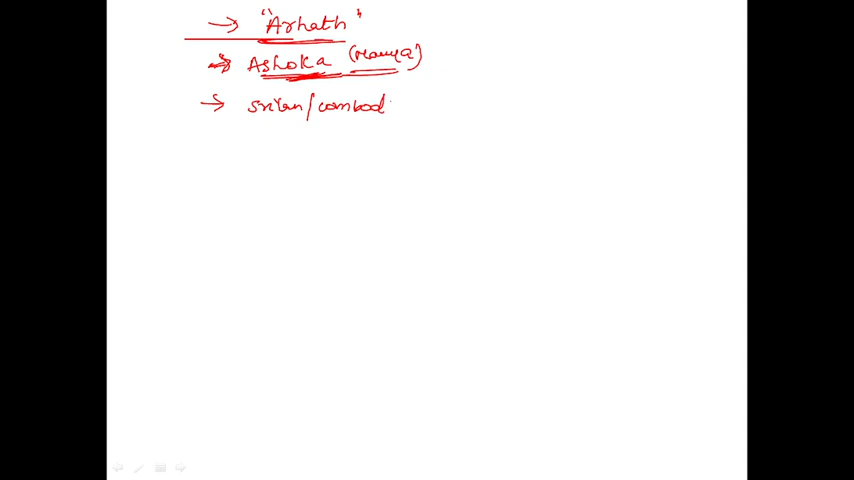 → "Arhath"
→ Ashoka (Maurya)
→ srilan/combod